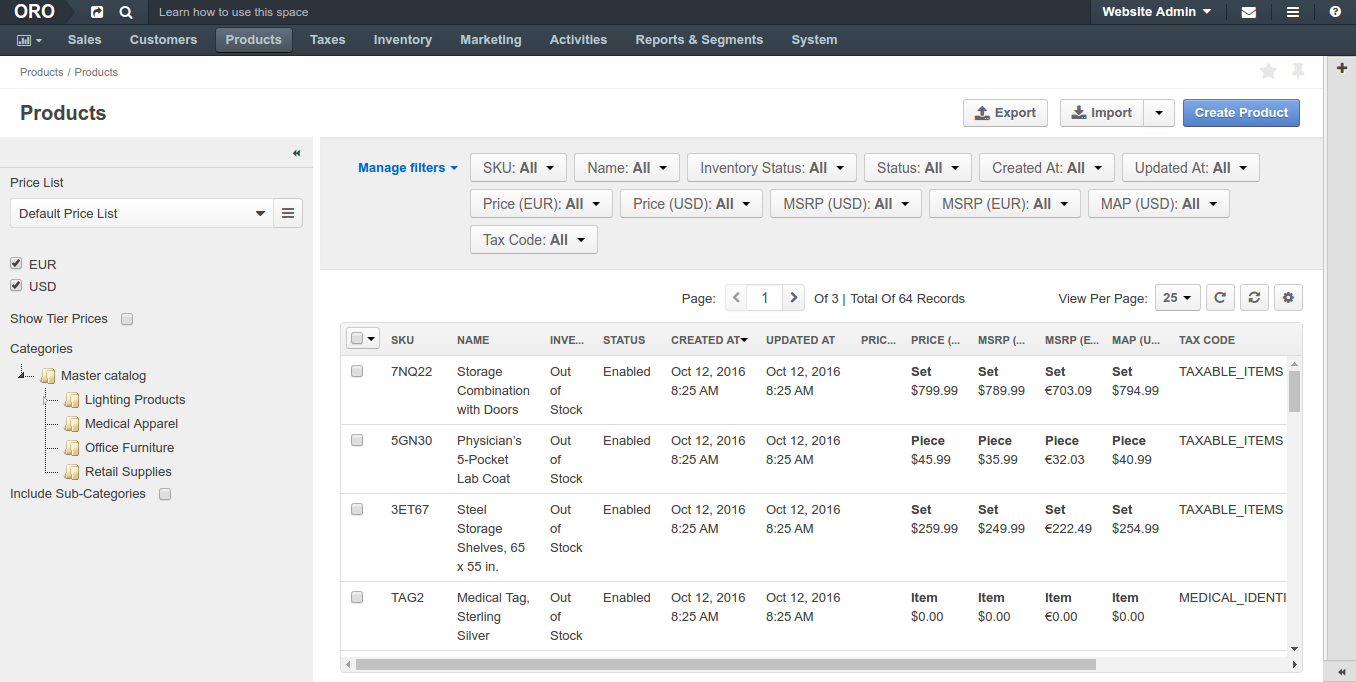 ORO Learn how to use this space Website Admin
Sales Customers Products Taxes Inventory Marketing Activities Reports & Segments System
Products / Products
Products Export Import Create Product
Price List
Default Price List
EUR
USD
Show Tier Prices
Categories
Master catalog
Lighting Products
Medical Apparel
Office Furniture
Retail Supplies
Include Sub-Categories
Manage filters SKU: All Name: All Inventory Status: All Status: All Created At: All Updated At: All
Price (EUR): All Price (USD): All MSRP (USD): All MSRP (EUR): All MAP (USD): All
Tax Code: All
Page: 1 Of 3 | Total Of 64 Records View Per Page: 25
SKU NAME INVE... STATUS CREATED AT UPDATED AT PRIC... PRICE (... MSRP (... MSRP (E... MAP (U... TAX CODE
7NQ22 Storage Out Enabled Oct 12, 2016 Oct 12, 2016 Set Set Set Set TAXABLE_ITEMS
Combination of 8:25 AM 8:25 AM $799.99 $789.99 €703.09 $794.99
with Doors Stock
5GN30 Physician's Out Enabled Oct 12, 2016 Oct 12, 2016 Piece Piece Piece Piece TAXABLE_ITEMS
5-Pocket of 8:25 AM 8:25 AM $45.99 $35.99 €32.03 $40.99
Lab Coat Stock
3ET67 Steel Out Enabled Oct 12, 2016 Oct 12, 2016 Set Set Set Set TAXABLE_ITEMS
Storage of 8:25 AM 8:25 AM $259.99 $249.99 €222.49 $254.99
Shelves, 65 Stock
x 55 in.
TAG2 Medical Tag, Out Enabled Oct 12, 2016 Oct 12, 2016 Item Item Item Item MEDICAL_IDENTI
Sterling of 8:25 AM 8:25 AM $0.00 $0.00 €0.00 $0.00
Silver Stock